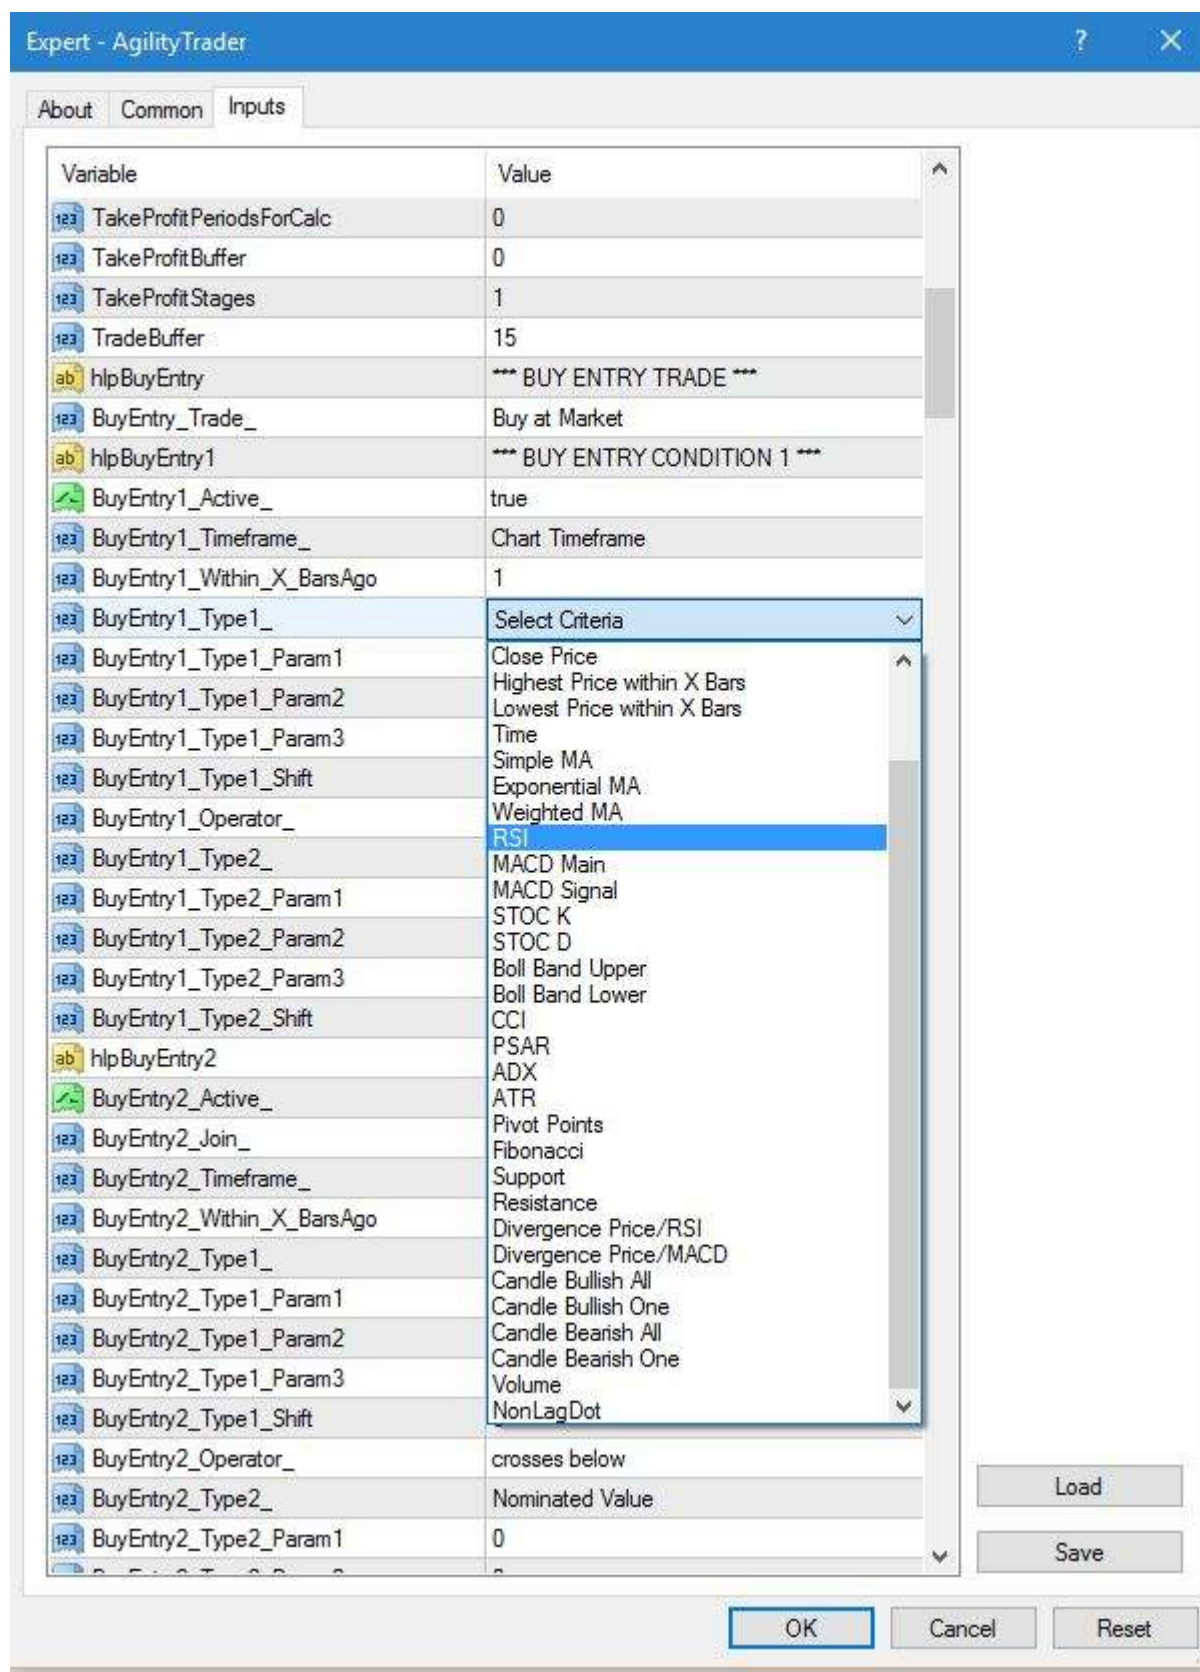 Expert - AgilityTrader ?
About Common Inputs
Variable Value
TakeProfitPeriodsForCalc 0
TakeProfitBuffer 0
TakeProfitStages 1
TradeBuffer 15
hlpBuyEntry *** BUY ENTRY TRADE ***
BuyEntry_Trade_ Buy at Market
hlpBuyEntry1 *** BUY ENTRY CONDITION 1 ***
BuyEntry1_Active_ true
BuyEntry1_Timeframe_ Chart Timeframe
BuyEntry1_Within_X_BarsAgo 1
BuyEntry1_Type1_ Select Criteria
BuyEntry1_Type1_Param1
BuyEntry1_Type1_Param2
BuyEntry1_Type1_Param3
BuyEntry1_Type1_Shift
BuyEntry1_Operator_
BuyEntry1_Type2_
BuyEntry1_Type2_Param1
BuyEntry1_Type2_Param2
BuyEntry1_Type2_Param3
BuyEntry1_Type2_Shift
hlpBuyEntry2
BuyEntry2_Active_
BuyEntry2_Join_
BuyEntry2_Timeframe_
BuyEntry2_Within_X_BarsAgo
BuyEntry2_Type1_
BuyEntry2_Type1_Param1
BuyEntry2_Type1_Param2
BuyEntry2_Type1_Param3
BuyEntry2_Type1_Shift
Close Price
Highest Price within X Bars
Lowest Price within X Bars
Time
Simple MA
Exponential MA
Weighted MA
RSI
MACD Main
MACD Signal
STOC K
STOC D
Boll Band Upper
Boll Band Lower
CCI
PSAR
ADX
ATR
Pivot Points
Fibonacci
Support
Resistance
Divergence Price/RSI
Divergence Price/MACD
Candle Bullish All
Candle Bullish One
Candle Bearish All
Candle Bearish One
Volume
NonLagDot
BuyEntry2_Operator_ crosses below
BuyEntry2_Type2_ Nominated Value
BuyEntry2_Type2_Param1 0
Load
Save
OK Cancel Reset